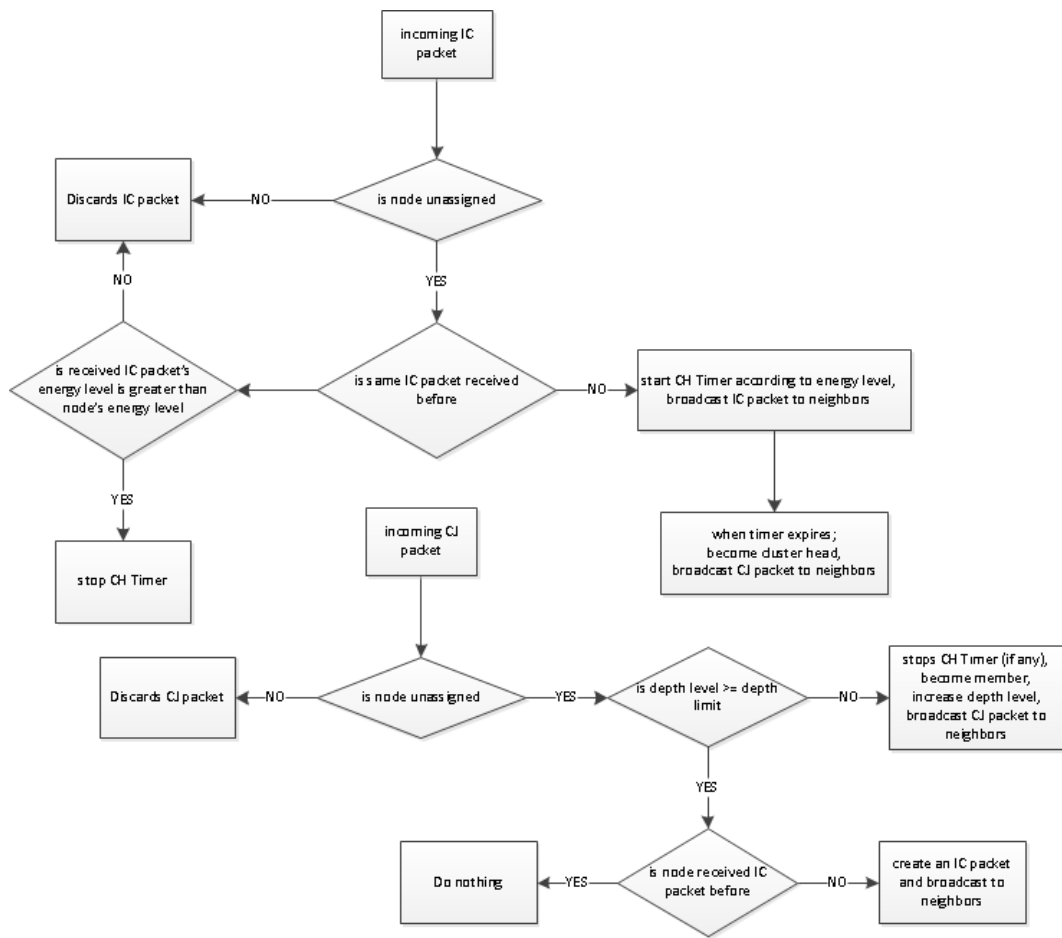 incoming IC
packet
Discards IC packet
NO
is node unassigned
YES
NO
is received IC packet's
energy level is greater than
node's energy level
is same IC packet received
before
NO
start CH Timer according to energy level,
broadcast IC packet to neighbors
YES
stop CH Timer
incoming CJ
packet
when timer expires;
become cluster head,
broadcast CJ packet to neighbors
Discards CJ packet
NO
is node unassigned
YES
is depth level >= depth
limit
NO
stops CH Timer (if any),
become member,
increase depth level,
broadcast CJ packet to
neighbors
YES
Do nothing
YES
is node received IC
packet before
NO
create an IC packet
and broadcast to
neighbors